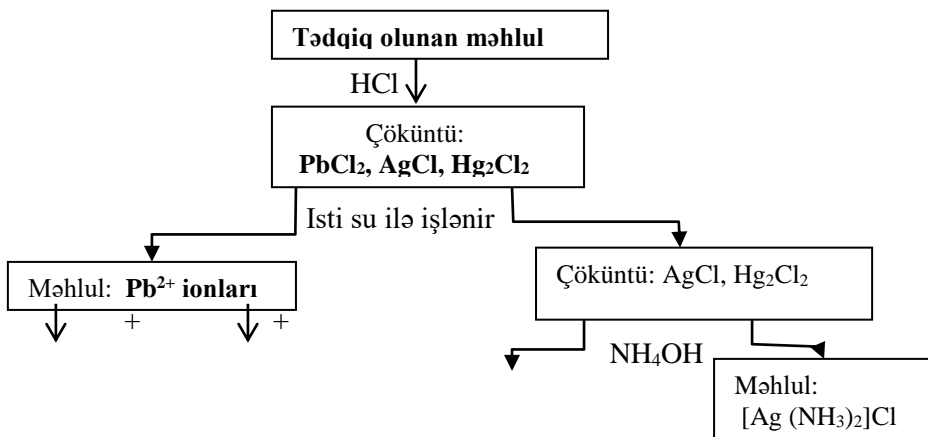 Tədqiq olunan məhlul
HCl
Çöküntü:
PbCl₂, AgCl, Hg₂Cl₂
Isti su ilə işlənir
Məhlul: Pb²⁺ ionları
Çöküntü: AgCl, Hg₂Cl₂
+ +
NH₄OH
Məhlul:
[Ag (NH₃)₂]Cl